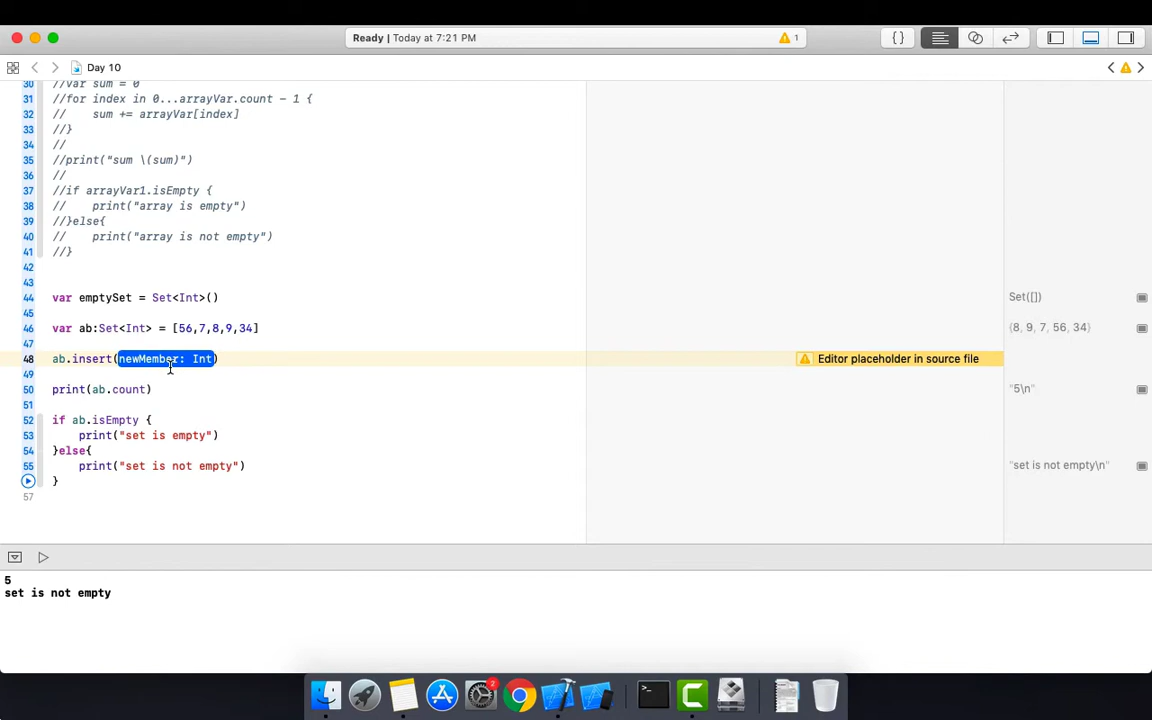 Ready | Today at 7:21 PM
1
{ }
Day 10
30 //var sum = 0
31 //for index in 0...arrayVar.count - 1 {
32 //    sum += arrayVar[index]
33 //}
34 //
35 //print("sum \(sum)")
36 //
37 //if arrayVar1.isEmpty {
38 //    print("array is empty")
39 //}else{
40 //    print("array is not empty")
41 //}
42
43
44 var emptySet = Set<Int>() Set([])
45
46 var ab:Set<Int> = [56,7,8,9,34] {8, 9, 7, 56, 34}
47
48 ab.insert(newMember: Int) Editor placeholder in source file
49
50 print(ab.count) "5\n"
51
52 if ab.isEmpty {
53     print("set is empty")
54 }else{
55     print("set is not empty") "set is not empty\n"
}
57
5
set is not empty
2